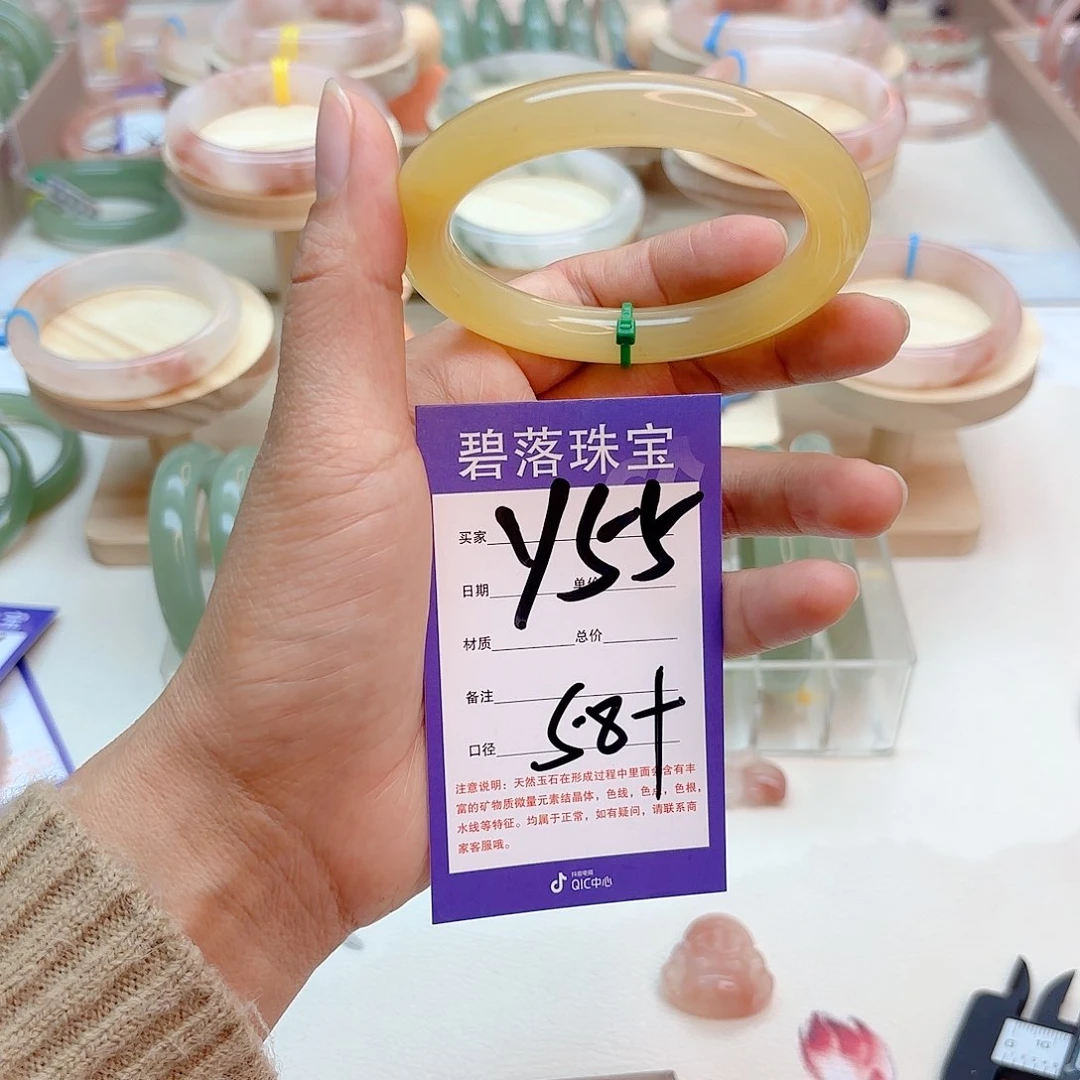 碧落珠宝
Y55
买家
日期 单价
材质 总价
备注
58+
口径
注意说明：天然玉石在形成过程中里面会含有丰
富的矿物质微量元素结晶体，色线，色点，色根，
水线等特征。均属于正常，如有疑问，请联系商
家客服哦。
抖音电商
QIC中心